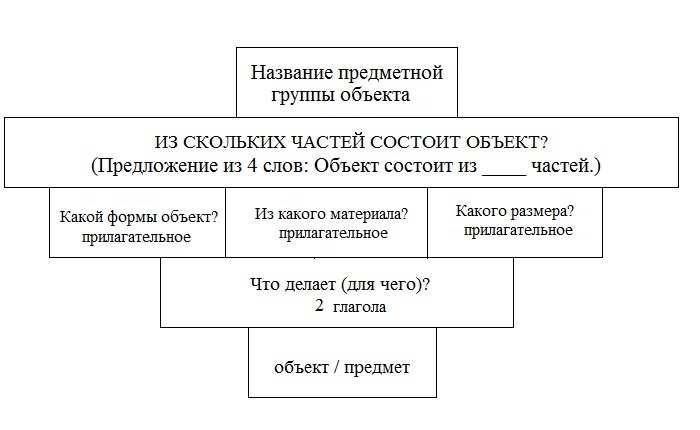 Название предметной
группы объекта
ИЗ СКОЛЬКИХ ЧАСТЕЙ СОСТОИТ ОБЪЕКТ?
(Предложение из 4 слов: Объект состоит из ____ частей.)
Какой формы объект?
прилагательное
Из какого материала?
прилагательное
Какого размера?
прилагательное
Что делает (для чего)?
2 глагола
объект / предмет